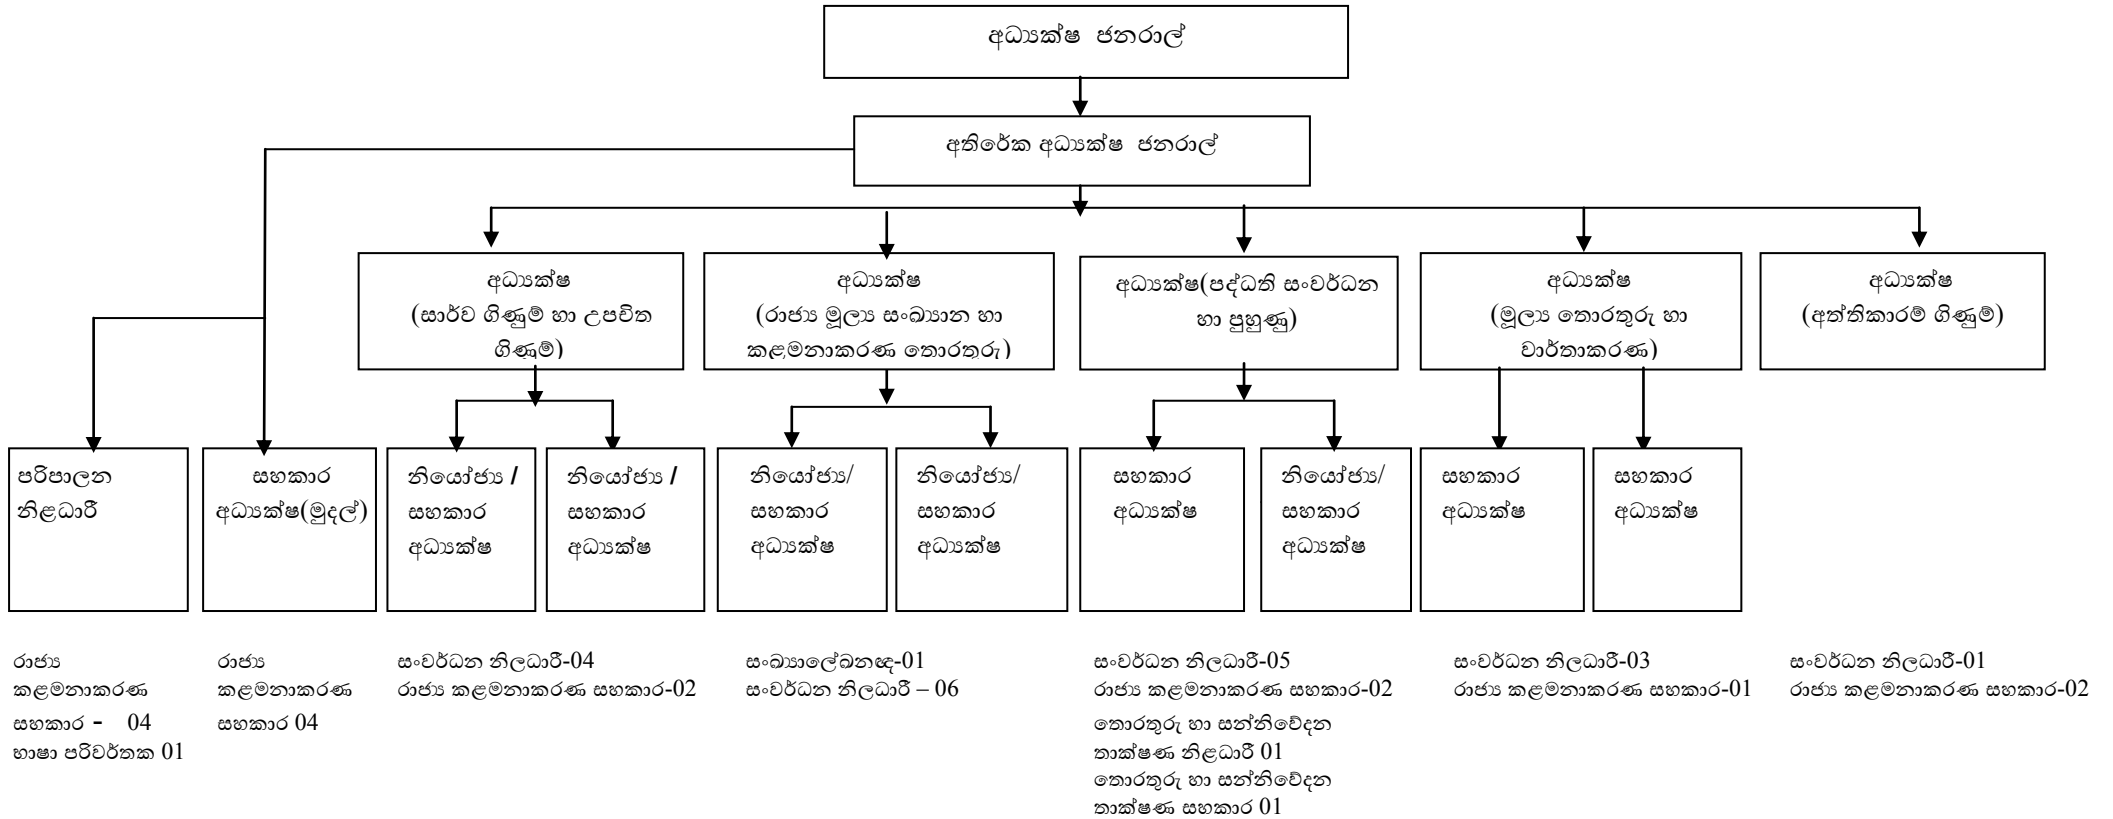 අධ්‍යක්ෂ ජනරාල්
අතිරේක අධ්‍යක්ෂ ජනරාල්
අධ්‍යක්ෂ
(සාර්ව ගිණුම් හා උපචිත
ගිණුම්)
අධ්‍යක්ෂ
(රාජ්‍ය මූල්‍ය සංඛ්‍යාන හා
කළමනාකරණ තොරතුරු)
අධ්‍යක්ෂ(පද්ධති සංවර්ධන
හා පුහුණු)
අධ්‍යක්ෂ
(මූල්‍ය තොරතුරු හා
වාර්තාකරණ)
අධ්‍යක්ෂ
(අත්තිකාරම් ගිණුම්)
පරිපාලන
නිළධාරී
සහකාර
අධ්‍යක්ෂ(මුදල්)
නියෝජ්‍ය /
සහකාර
අධ්‍යක්ෂ
නියෝජ්‍ය /
සහකාර
අධ්‍යක්ෂ
නියෝජ්‍ය/
සහකාර
අධ්‍යක්ෂ
නියෝජ්‍ය/
සහකාර
අධ්‍යක්ෂ
සහකාර
අධ්‍යක්ෂ
නියෝජ්‍ය/
සහකාර
අධ්‍යක්ෂ
සහකාර
අධ්‍යක්ෂ
සහකාර
අධ්‍යක්ෂ
රාජ්‍ය
කළමනාකරණ
සහකාර - 04
භාෂා පරිවර්තක 01
රාජ්‍ය
කළමනාකරණ
සහකාර 04
සංවර්ධන නිලධාරී-04
රාජ්‍ය කළමනාකරණ සහකාර-02
සංඛ්‍යාලේඛනඥ-01
සංවර්ධන නිලධාරී – 06
සංවර්ධන නිලධාරී-05
රාජ්‍ය කළමනාකරණ සහකාර-02
තොරතුරු හා සන්නිවේදන
තාක්ෂණ නිළධාරී 01
තොරතුරු හා සන්නිවේදන
තාක්ෂණ සහකාර 01
සංවර්ධන නිලධාරී-03
රාජ්‍ය කළමනාකරණ සහකාර-01
සංවර්ධන නිලධාරී-01
රාජ්‍ය කළමනාකරණ සහකාර-02